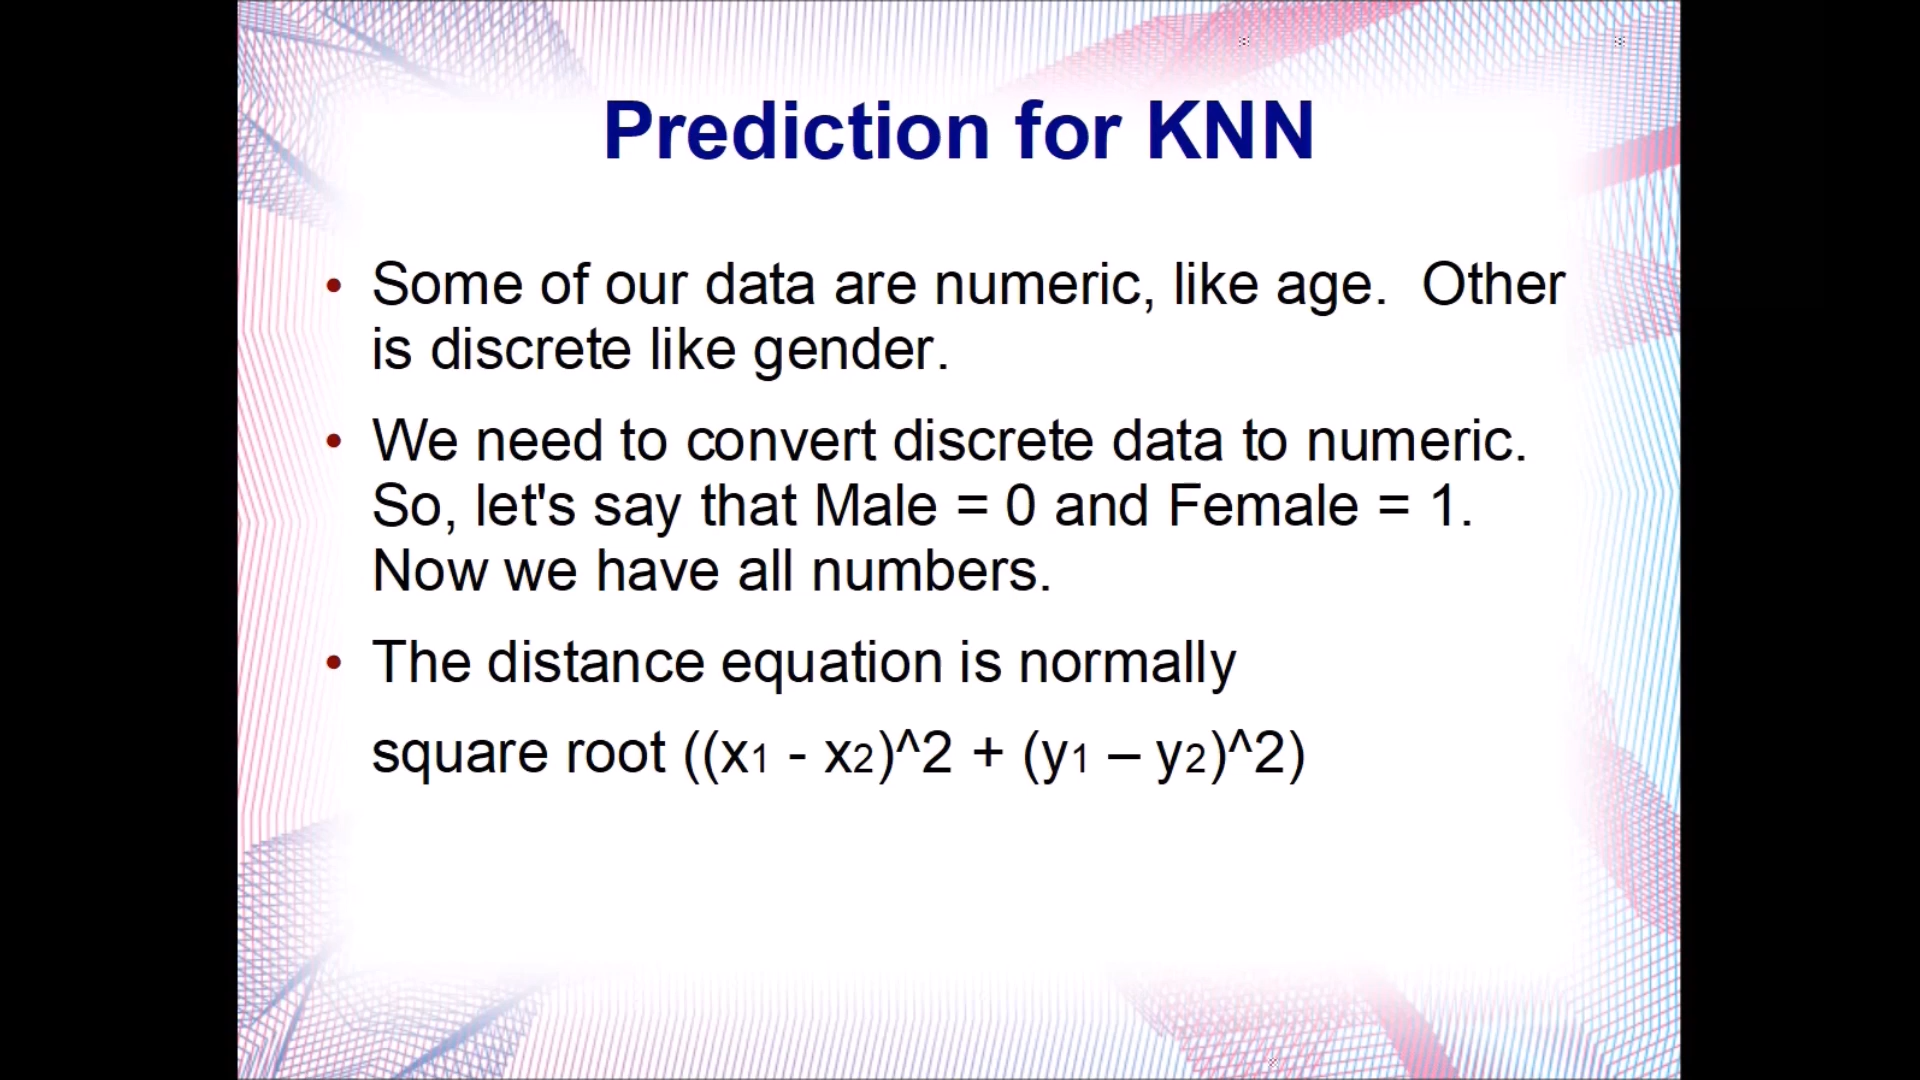 Prediction for KNN
• Some of our data are numeric, like age.  Other
is discrete like gender.
• We need to convert discrete data to numeric.
So, let's say that Male = 0 and Female = 1.
Now we have all numbers.
• The distance equation is normally
square root ((x1 - x2)^2 + (y1 – y2)^2)